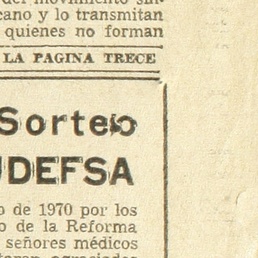 del movimiento sin-
cano y lo transmitan
quienes no forman
LA PAGINA TRECE
Sorteo
UDEFSA
o de 1970 por los
o de la Reforma
señores médicos